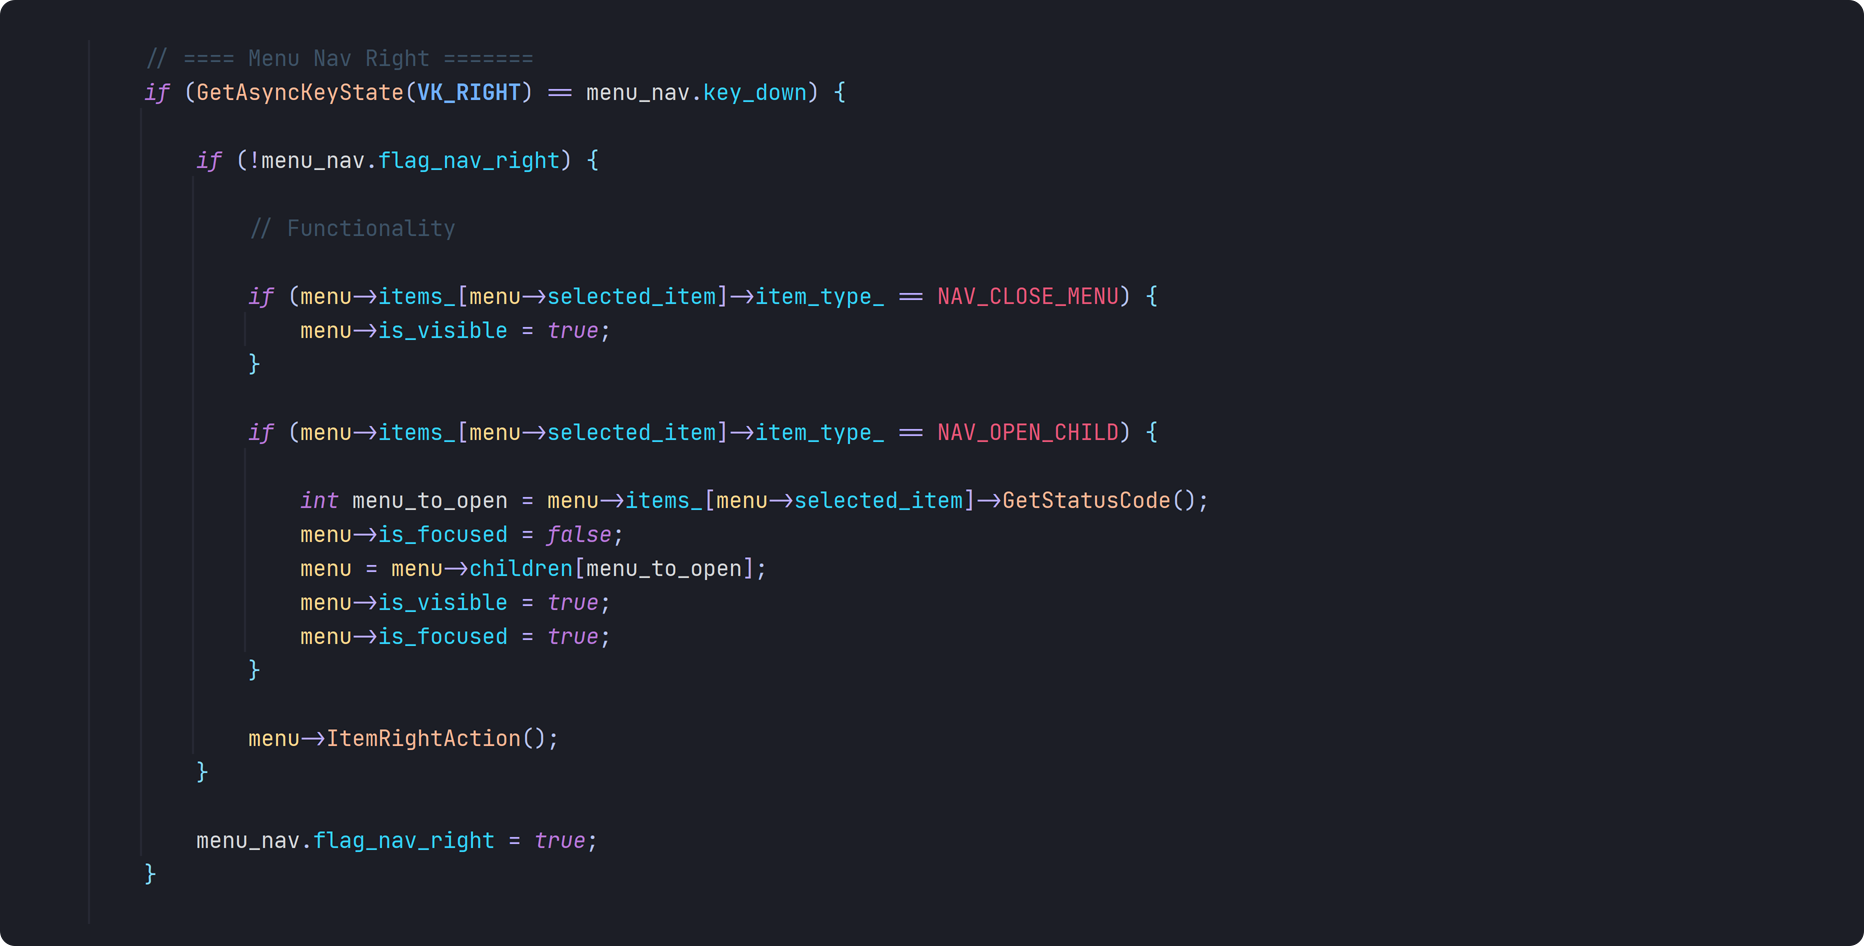 // ==== Menu Nav Right =======
if (GetAsyncKeyState(VK_RIGHT) == menu_nav.key_down) {
if (!menu_nav.flag_nav_right) {
// Functionality
if (menu->items_[menu->selected_item]->item_type_ == NAV_CLOSE_MENU) {
menu->is_visible = true;
}
if (menu->items_[menu->selected_item]->item_type_ == NAV_OPEN_CHILD) {
int menu_to_open = menu->items_[menu->selected_item]->GetStatusCode();
menu->is_focused = false;
menu = menu->children[menu_to_open];
menu->is_visible = true;
menu->is_focused = true;
}
menu->ItemRightAction();
}
menu_nav.flag_nav_right = true;
}